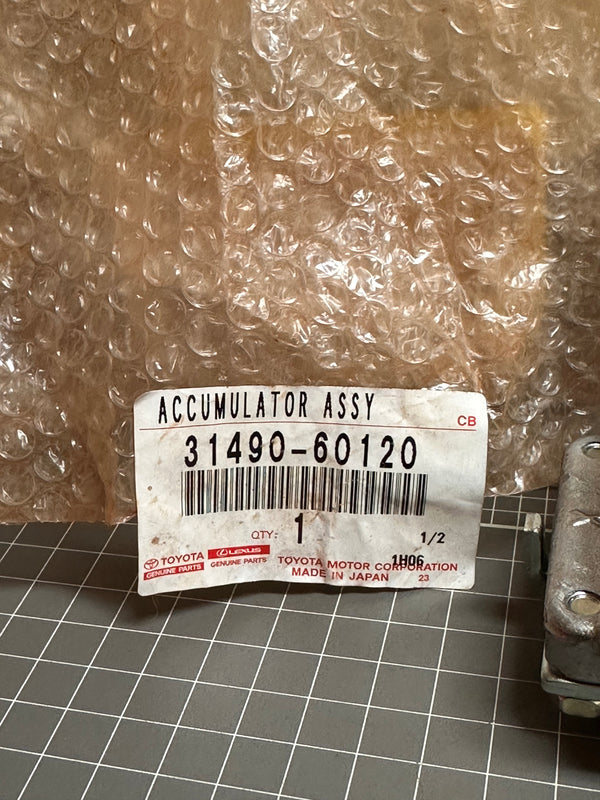 ACCUMULATOR ASSY
CB
31490-60120
QTY: 1 1/2
TOYOTA LEXUS 1H06
GENUINE PARTS GENUINE PARTS TOYOTA MOTOR CORPORATION
MADE IN JAPAN 23